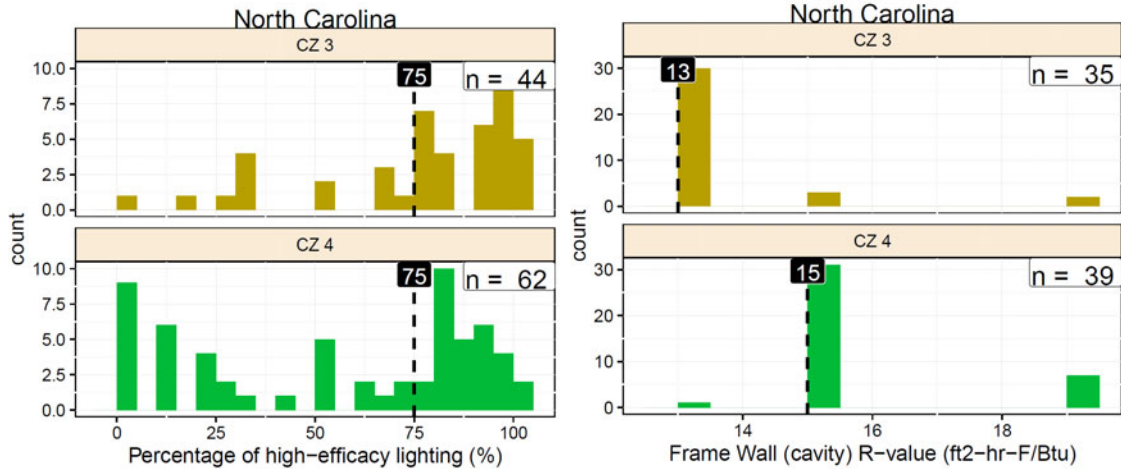 North Carolina
CZ 3
10.0
7.5
5.0
2.5
0.0
75
n = 44
count
CZ 4
10.0
7.5
5.0
2.5
0.0
75
n = 62
0 25 50 75 100
Percentage of high−efficacy lighting (%)
North Carolina
CZ 3
30
20
10
0
13
n = 35
count
CZ 4
30
20
10
0
15
n = 39
14 16 18
Frame Wall (cavity) R−value (ft2−hr−F/Btu)